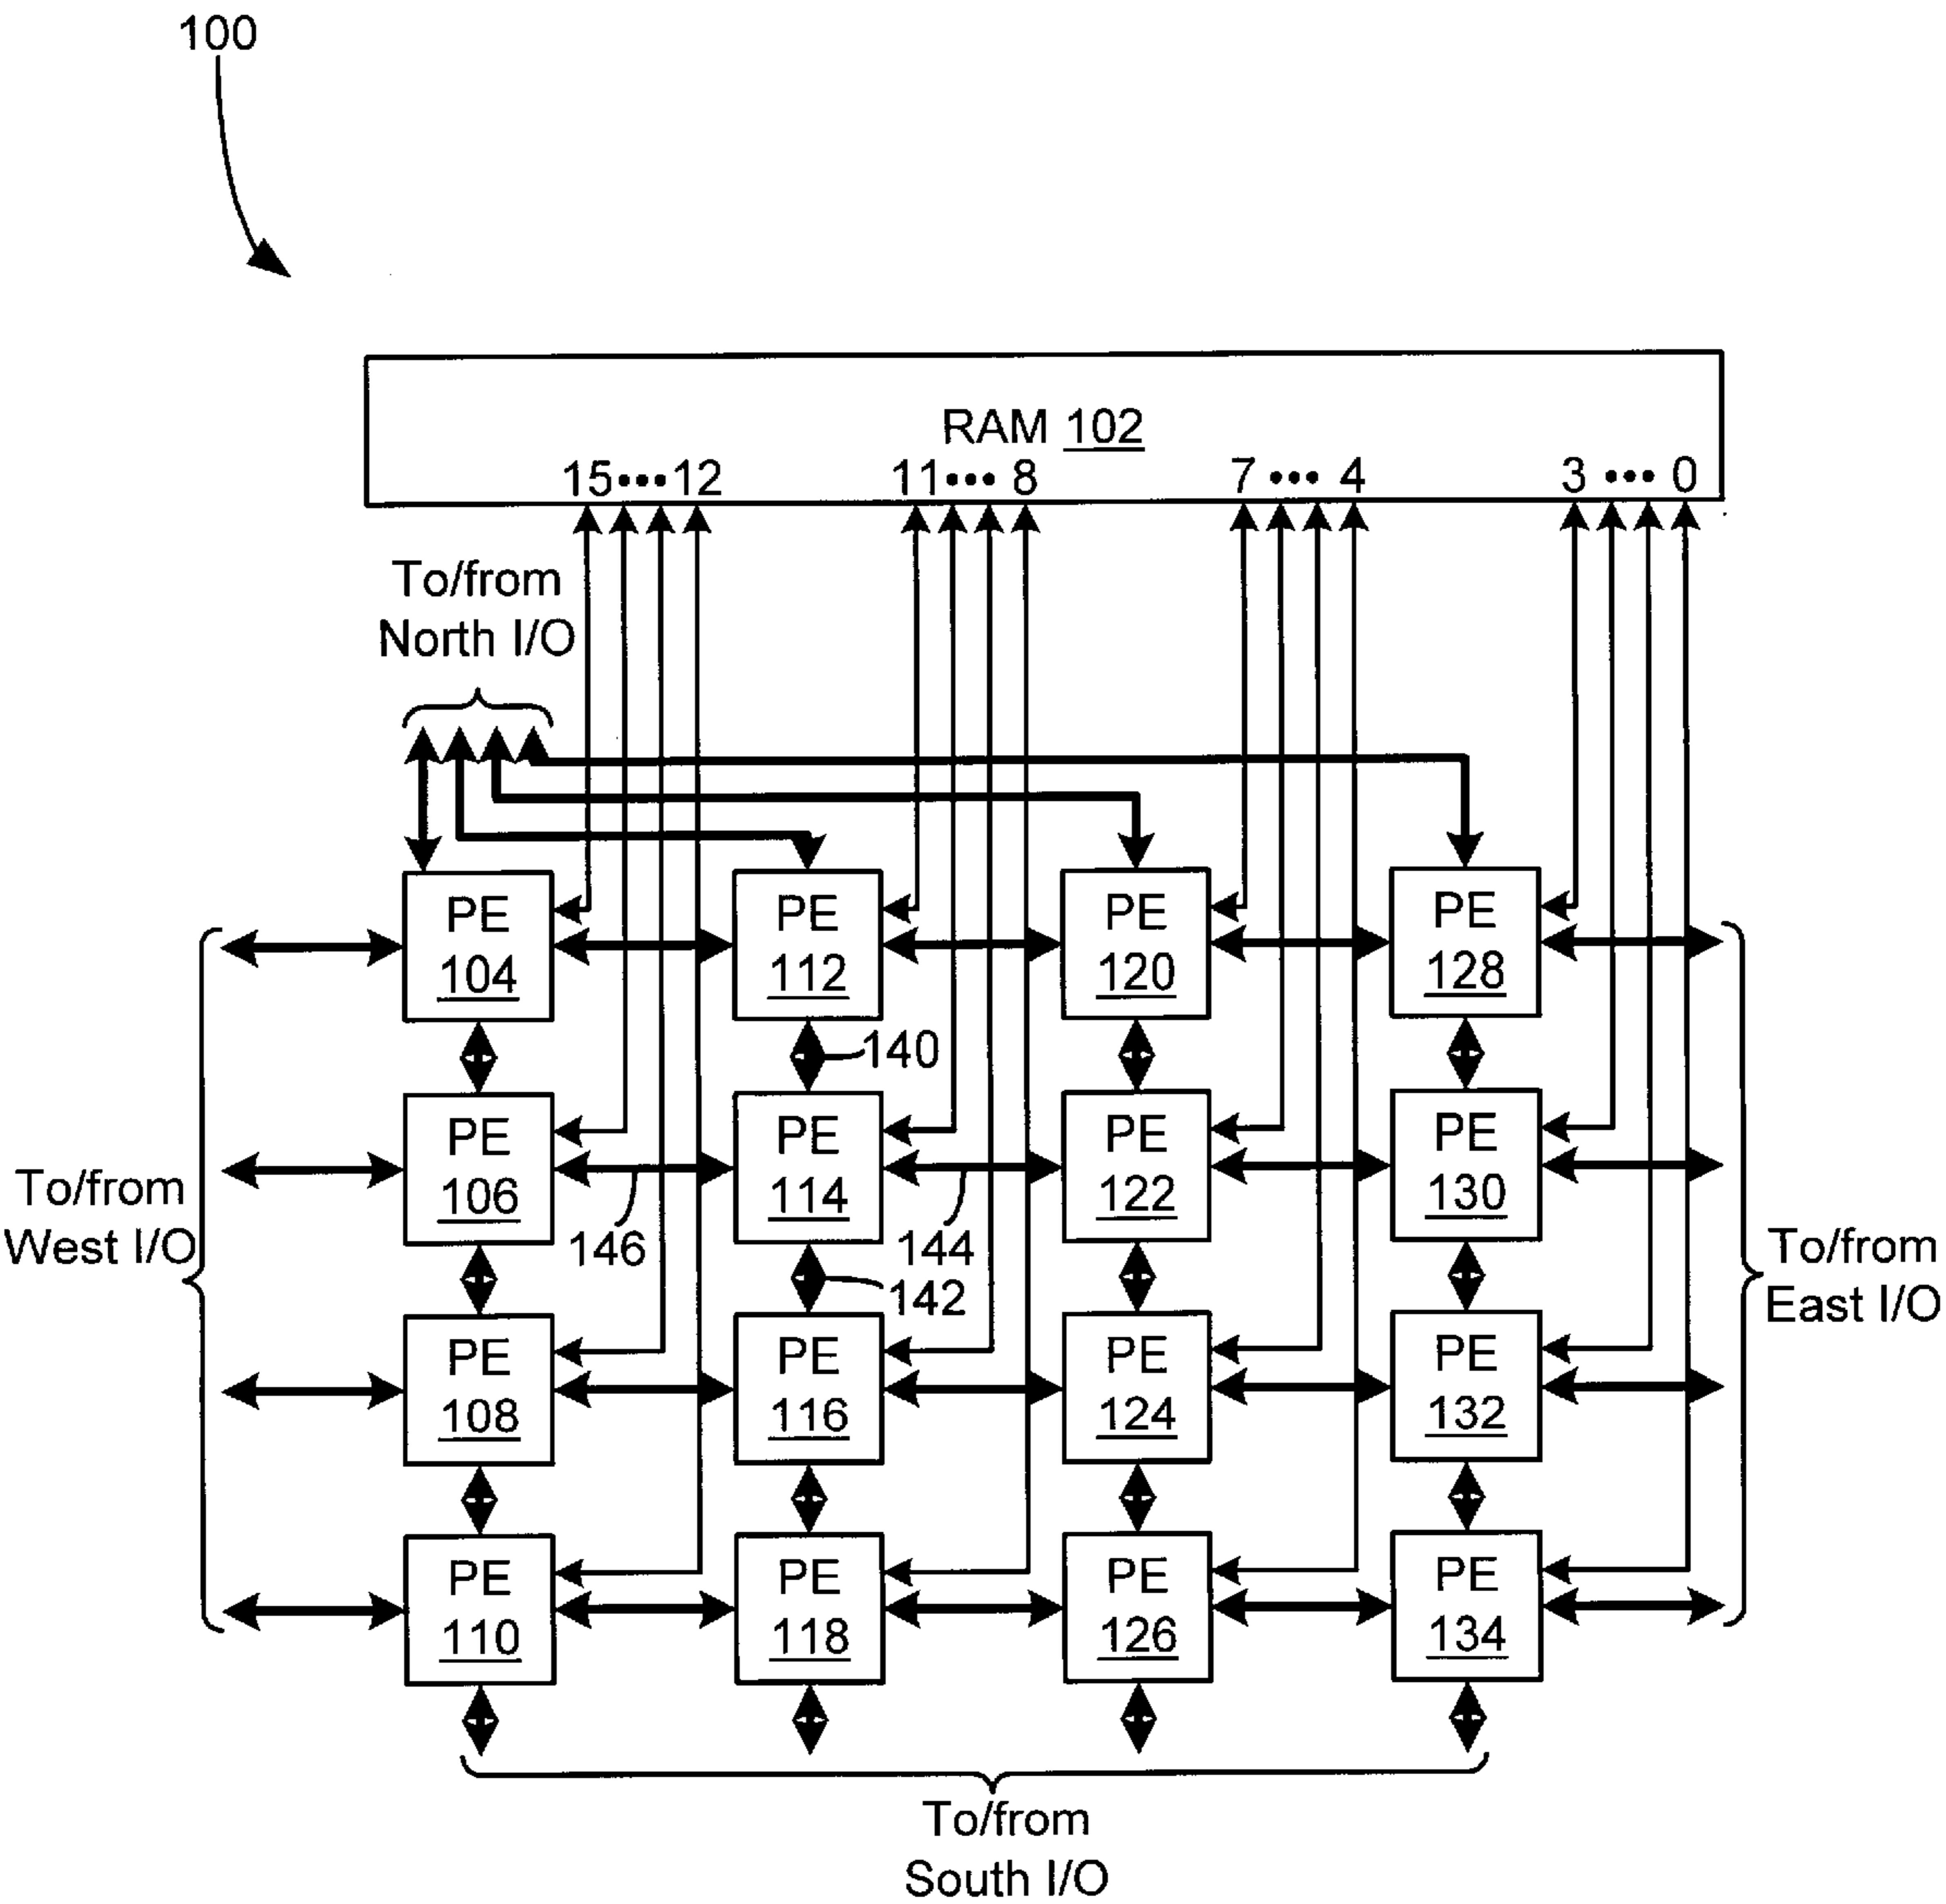 100
RAM 102
15•••12
11•••8
7•••4
3•••0
To/from
North I/O
PE
104
PE
112
PE
120
PE
128
140
PE
106
PE
114
PE
122
PE
130
146
144
142
To/from
West I/O
To/from
East I/O
PE
108
PE
116
PE
124
PE
132
PE
110
PE
118
PE
126
PE
134
To/from
South I/O